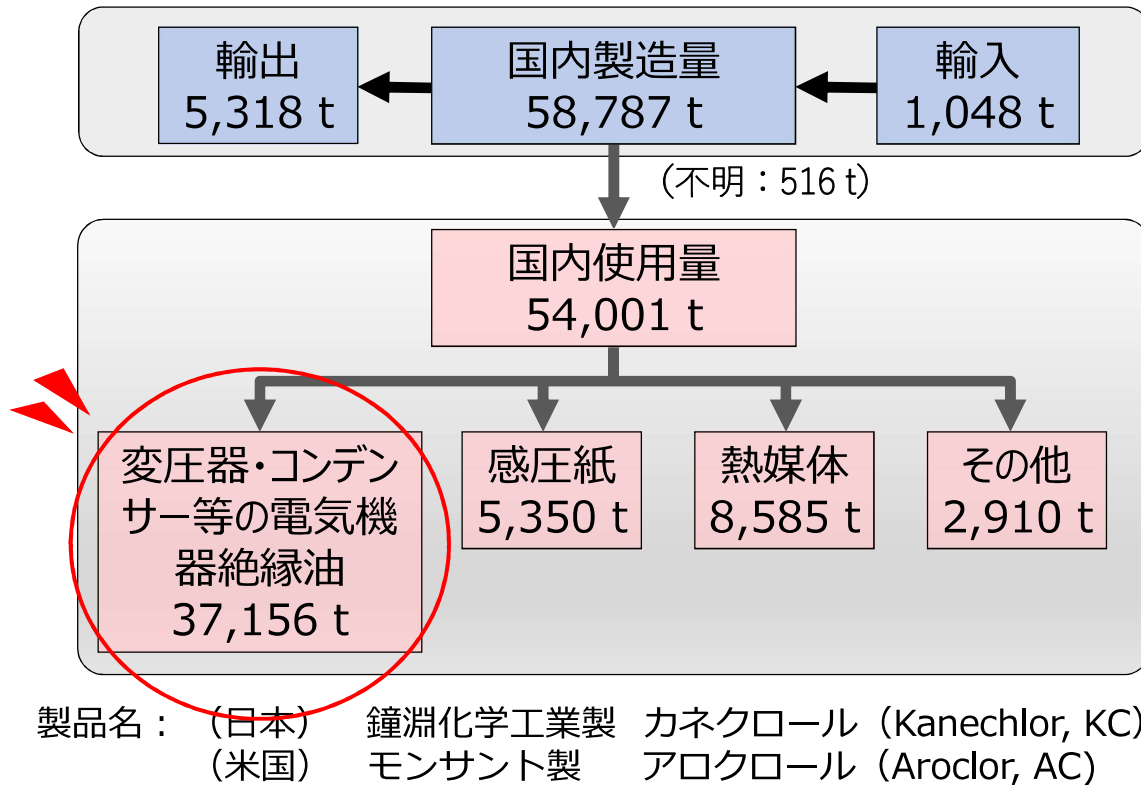 輸出
5,318 t
国内製造量
58,787 t
輸入
1,048 t
(不明：516 t)
国内使用量
54,001 t
変圧器・コンデン
サー等の電気機
器絶縁油
37,156 t
感圧紙
5,350 t
熱媒体
8,585 t
その他
2,910 t
製品名： （日本） 鐘淵化学工業製 カネクロール（Kanechlor, KC)
（米国） モンサント製 アロクロール（Aroclor, AC)